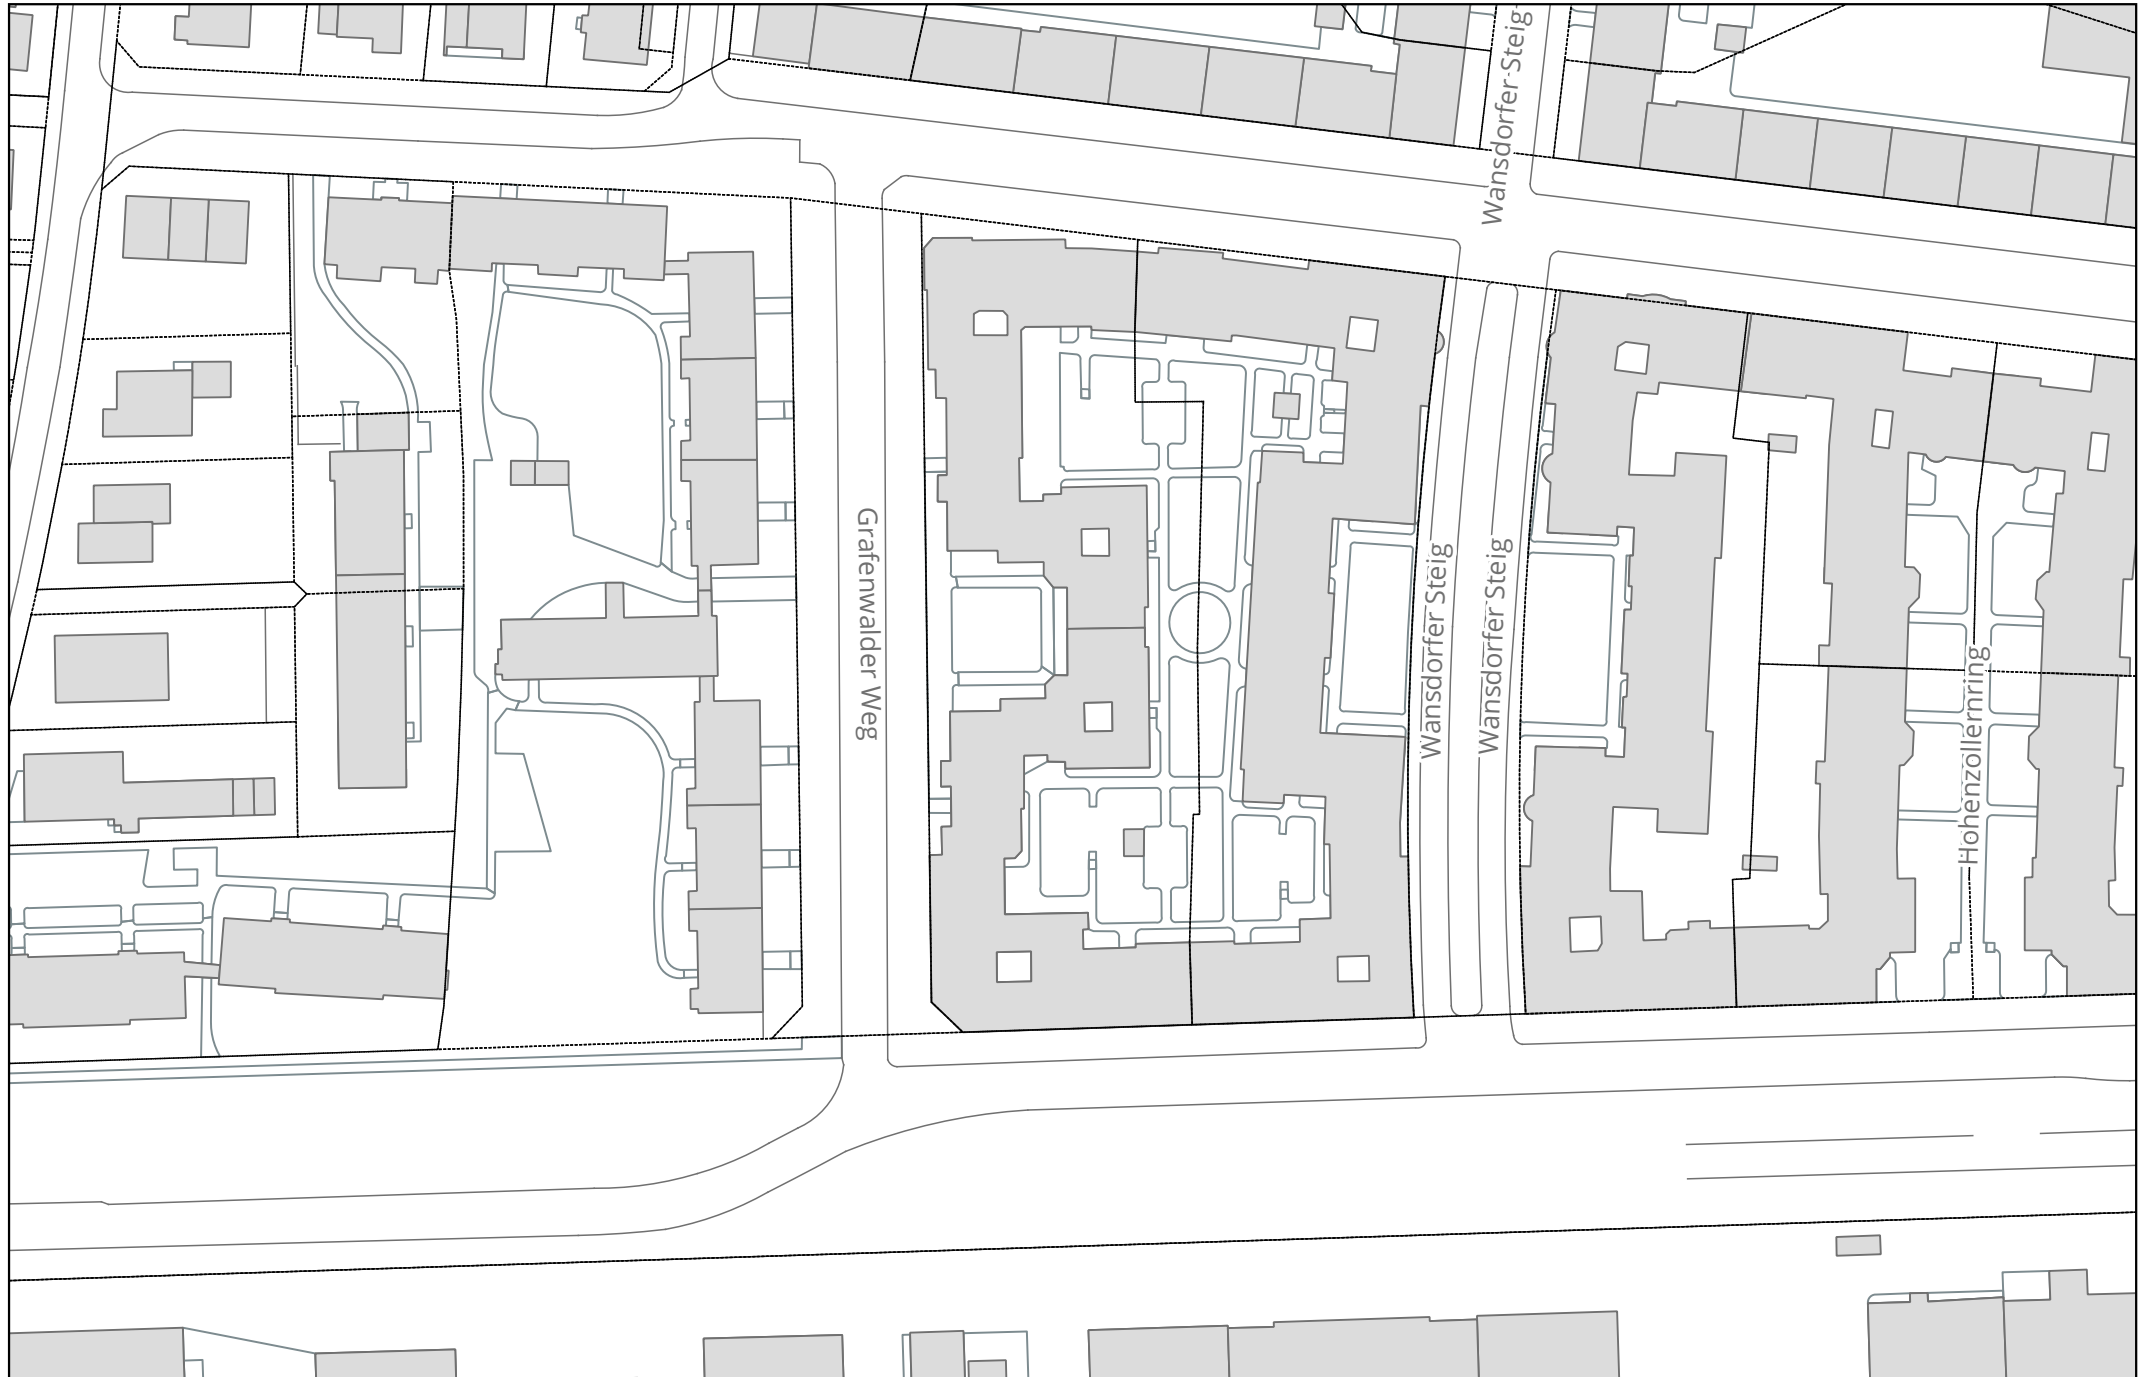 Wansdorfer-Steig
Grafenwalder Weg
Wansdorfer Steig
Wansdorfer Steig
Hohenzollernring